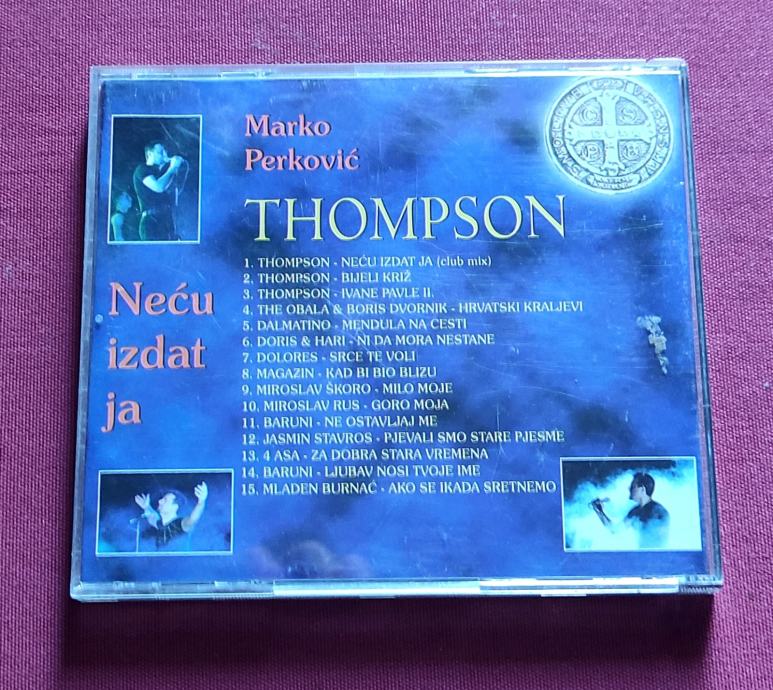 Marko
Perković
THOMPSON
Neću
izdat
ja
1. THOMPSON - NEĆU IZDAT JA (club mix)
2. THOMPSON - BIJELI KRIŽ
3. THOMPSON - IVANE PAVLE II.
4. THE OBALA & BORIS DVORNIK - HRVATSKI KRALJEVI
5. DALMATINO - MENDULA NA CESTI
6. DORIS & HARI - NI DA MORA NESTANE
7. DOLORES - SRCE TE VOLI
8. MAGAZIN - KAD BI BIO BLIZU
9. MIROSLAV ŠKORO - MILO MOJE
10. MIROSLAV RUS - GORO MOJA
11. BARUNI - NE OSTAVLJAJ ME
12. JASMIN STAVROS - PJEVALI SMO STARE PJESME
13. 4 ASA - ZA DOBRA STARA VREMENA
14. BARUNI - LJUBAV NOSI TVOJE IME
15. MLADEN BURNAĆ - AKO SE IKADA SRETNEMO